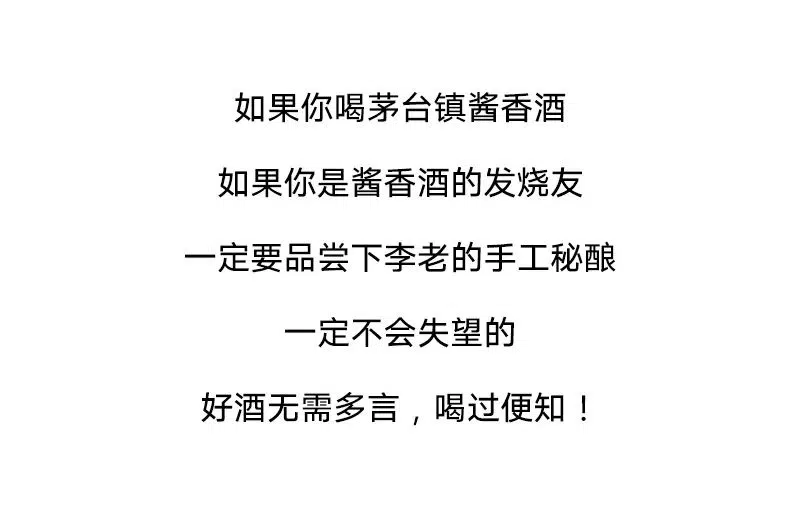 如果你喝茅台镇酱香酒
如果你是酱香酒的发烧友
一定要品尝下李老的手工秘酿
一定不会失望的
好酒无需多言，喝过便知！